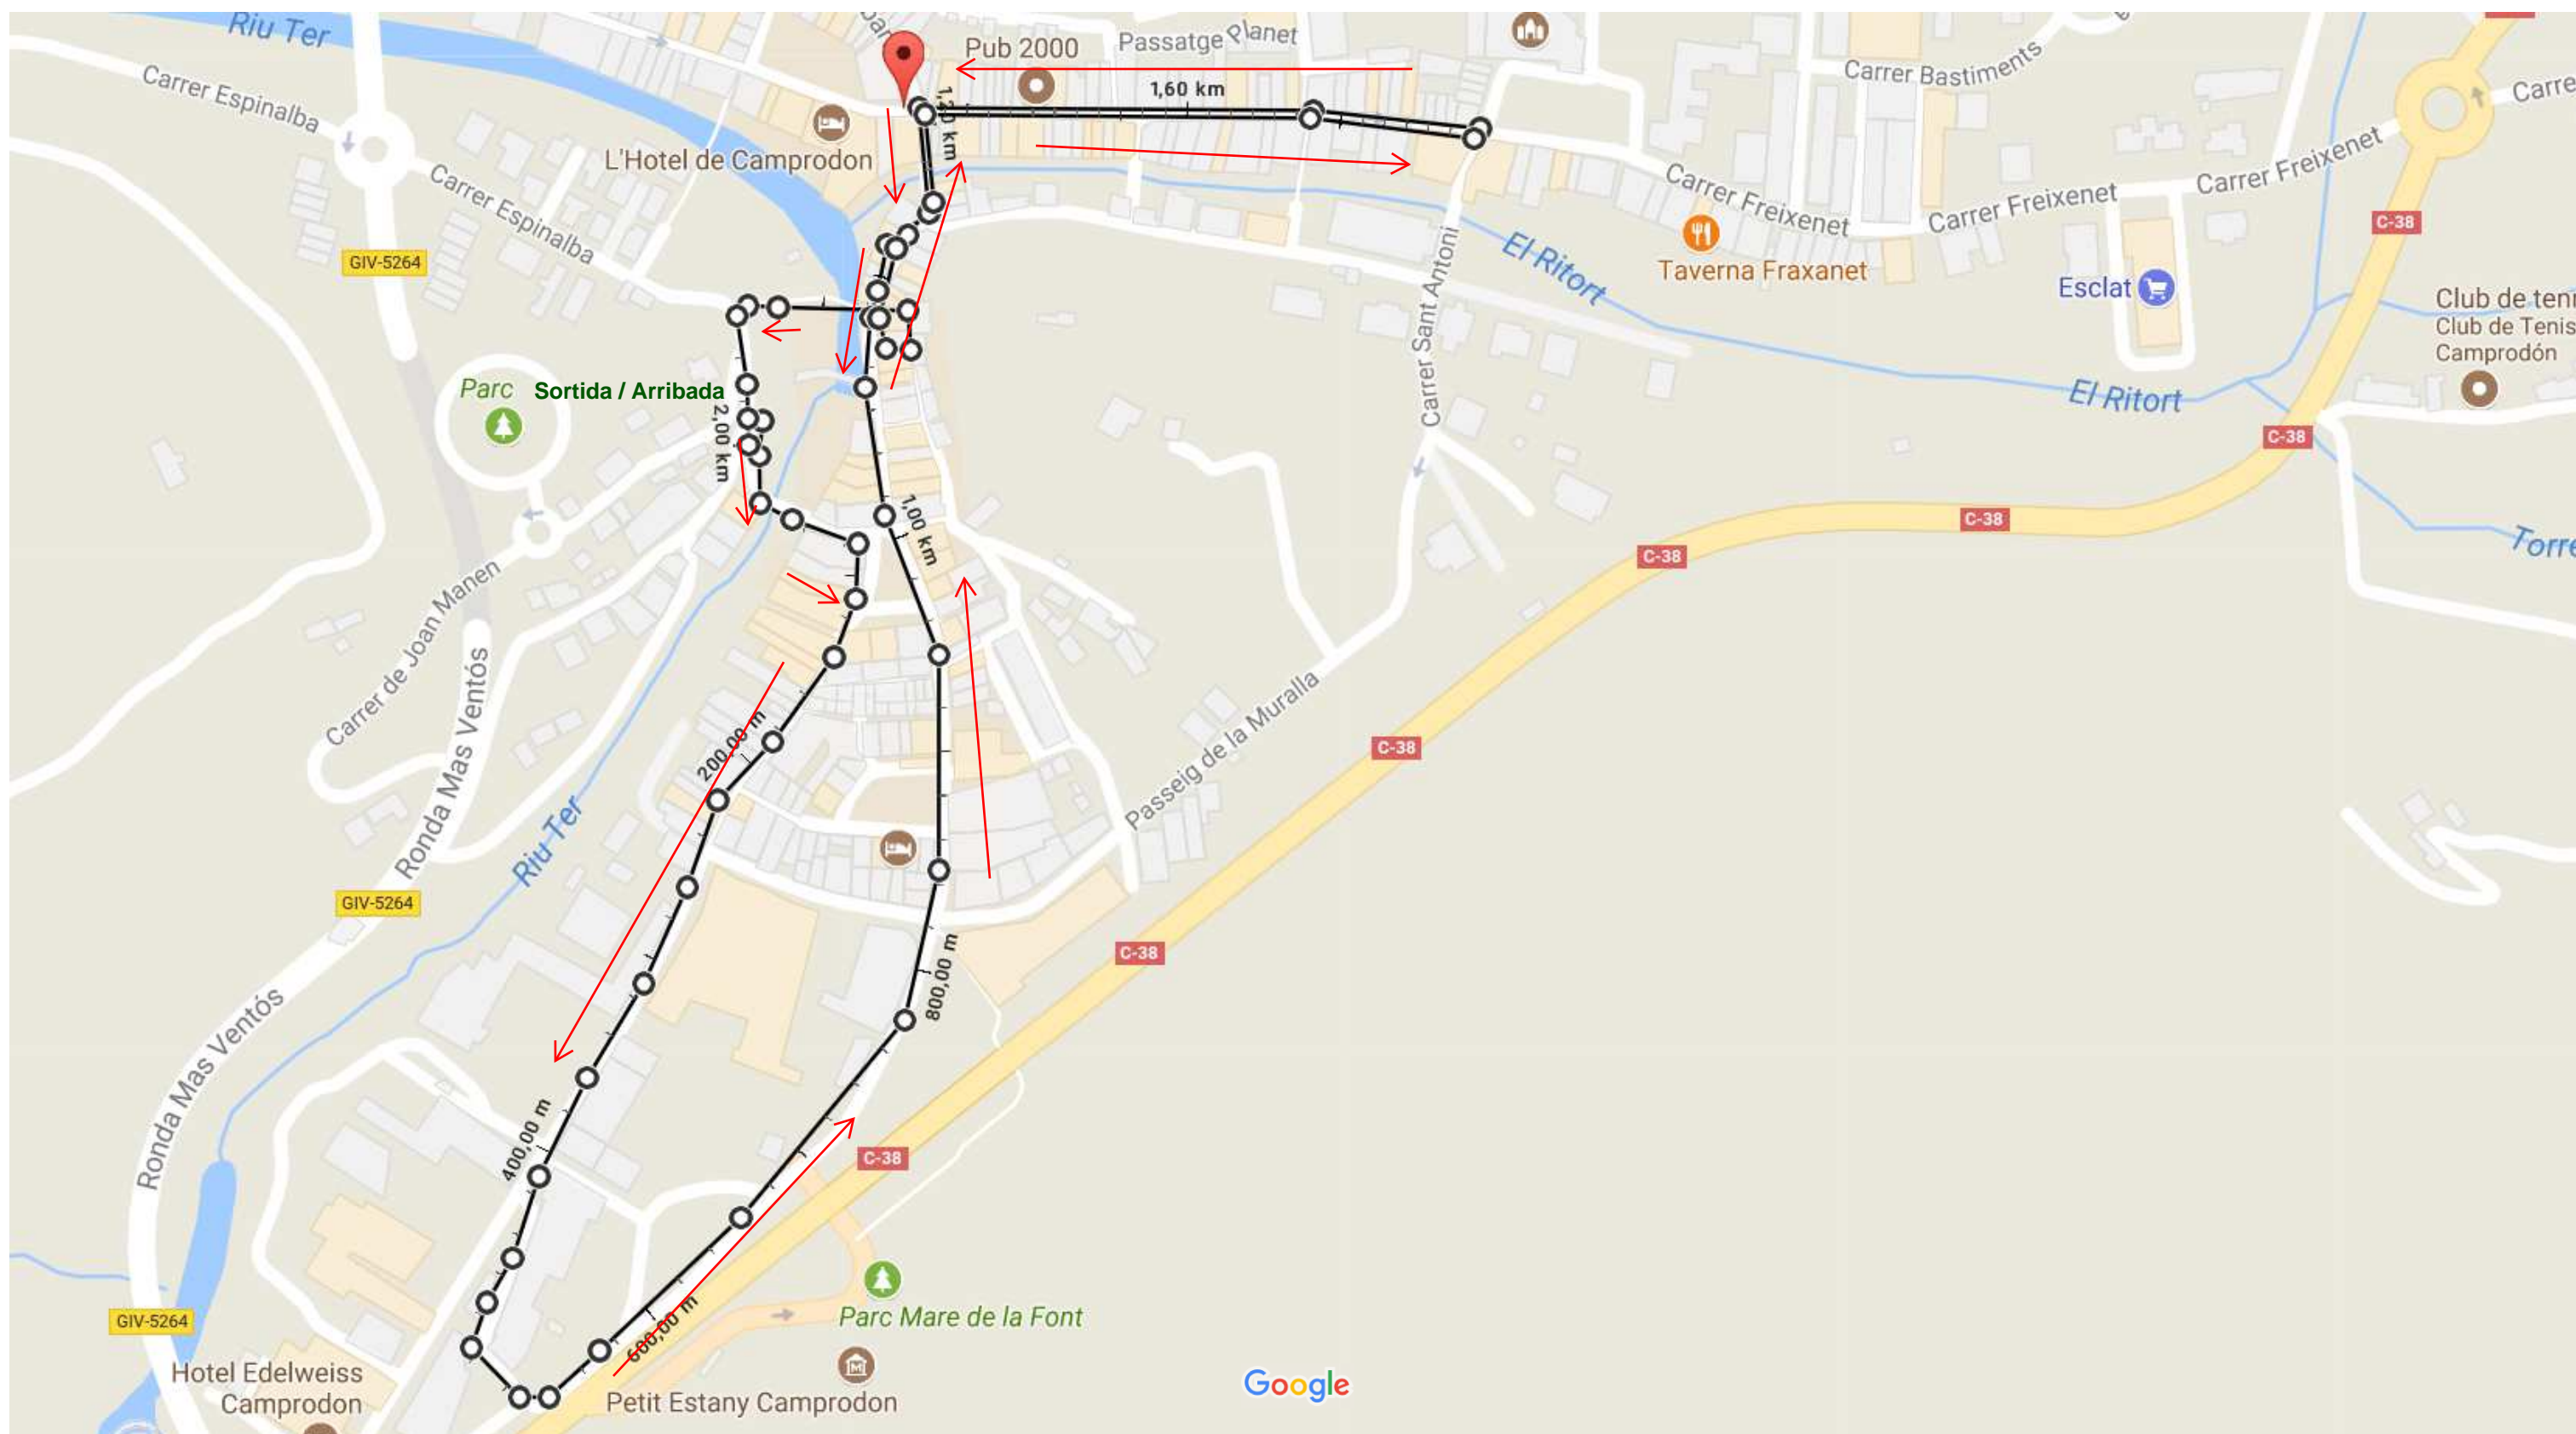 Riu Ter
Pub 2000
Passatge Planet
Carrer Bastiments
C-38
Carrer Espinalba
1,60 km
1,20 km
L'Hotel de Camprodon
Carrer Espinalba
Carrer Freixenet
Carrer Freixenet
Carrer Freixenet
GIV-5264
El Ritort
Taverna Fraxanet
Esclat
Club de Tenis
Camprodón
Carrer Sant Antoni
Parc
Sortida / Arribada
2,00 km
El Ritort
C-38
C-38
C-38
1,00 km
Carrer de Joan Manen
Ronda Mas Ventós
200,00 m
Passeig de la Muralla
C-38
Riu Ter
GIV-5264
800,00 m
C-38
Ronda Mas Ventós
400,00 m
C-38
600,00 m
Parc Mare de la Font
GIV-5264
Hotel Edelweiss
Camprodon
Petit Estany Camprodon
Google